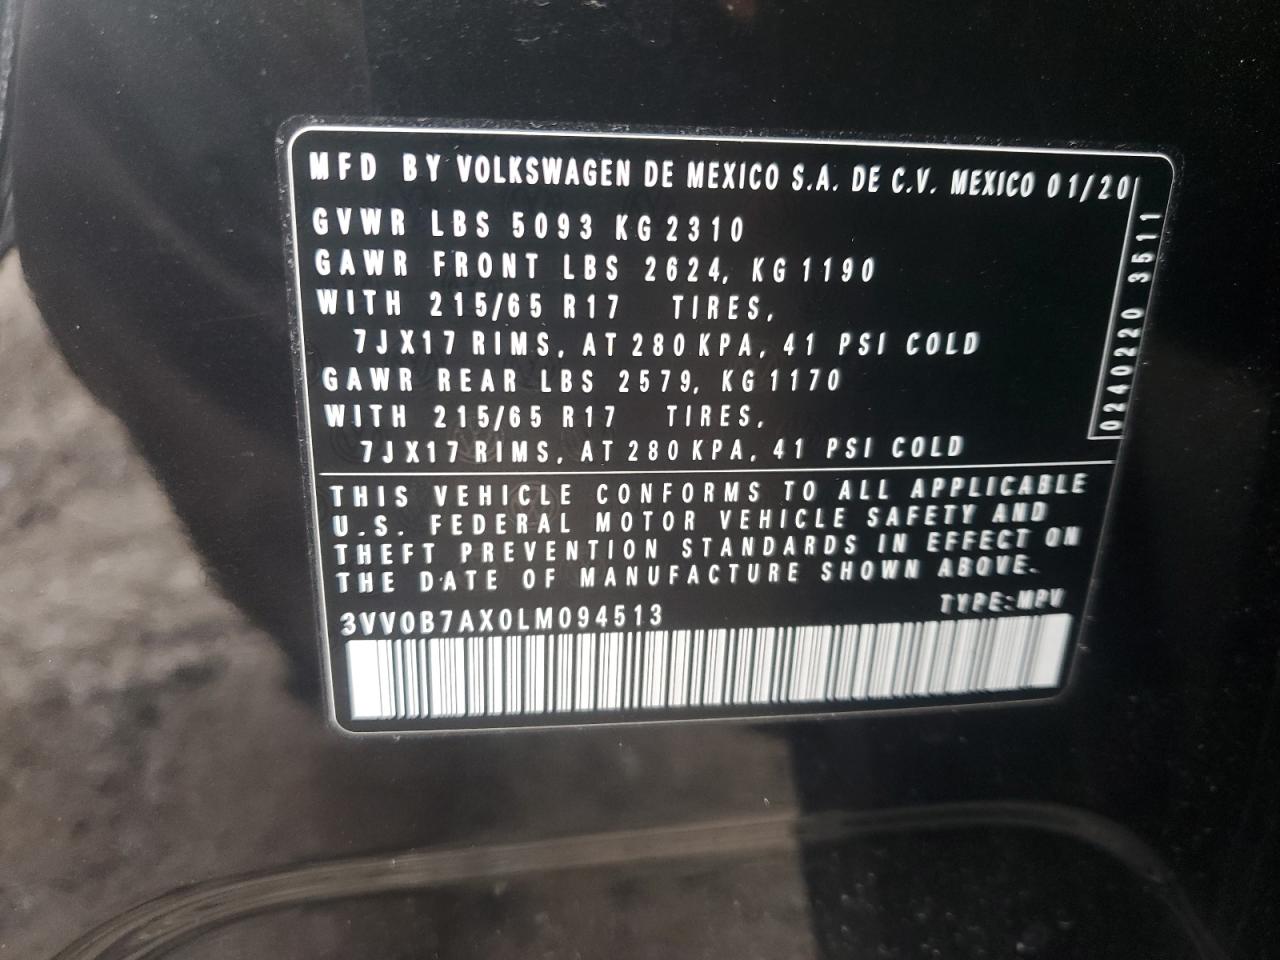 MFD BY VOLKSWAGEN DE MEXICO S.A. DE C.V. MEXICO 01/20
GVWR LBS 5093 KG 2310
GAWR FRONT LBS 2624, KG 1190
WITH 215/65 R17 TIRES,
7JX17 RIMS, AT 280 KPA, 41 PSI COLD
GAWR REAR LBS 2579, KG 1170
WITH 215/65 R17 TIRES,
7JX17 RIMS, AT 280 KPA, 41 PSI COLD
0240220 3511
THIS VEHICLE CONFORMS TO ALL APPLICABLE
U.S. FEDERAL MOTOR VEHICLE SAFETY AND
THEFT PREVENTION STANDARDS IN EFFECT ON
THE DATE OF MANUFACTURE SHOWN ABOVE.
3VV0B7AX0LM094513
TYPE:MPV